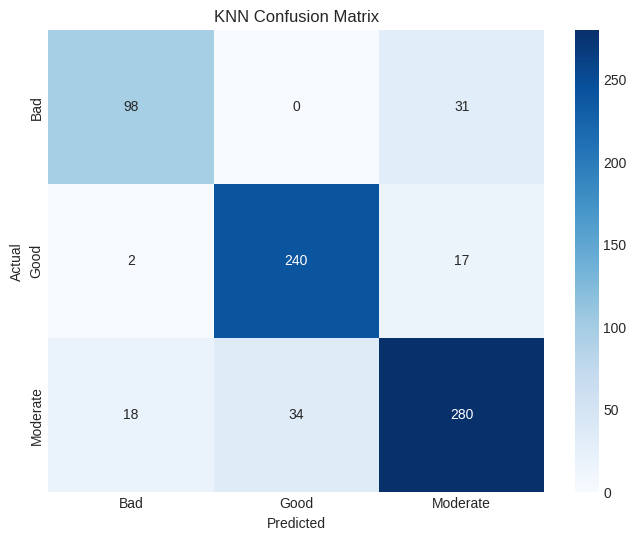 KNN Confusion Matrix
Bad
98
0
31
250
200
Actual
Good
2
240
17
150
100
Moderate
18
34
280
50
0
Bad
Good
Moderate
Predicted